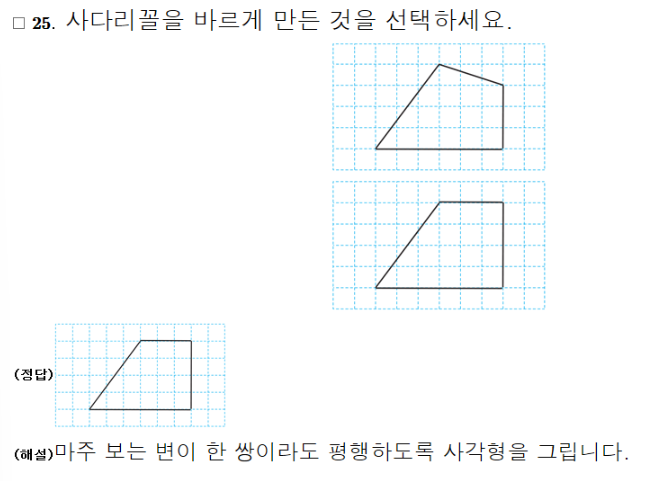 □ 25. 사다리꼴을 바르게 만든 것을 선택하세요.
(정답)
(해설)마주 보는 변이 한 쌍이라도 평행하도록 사각형을 그립니다.